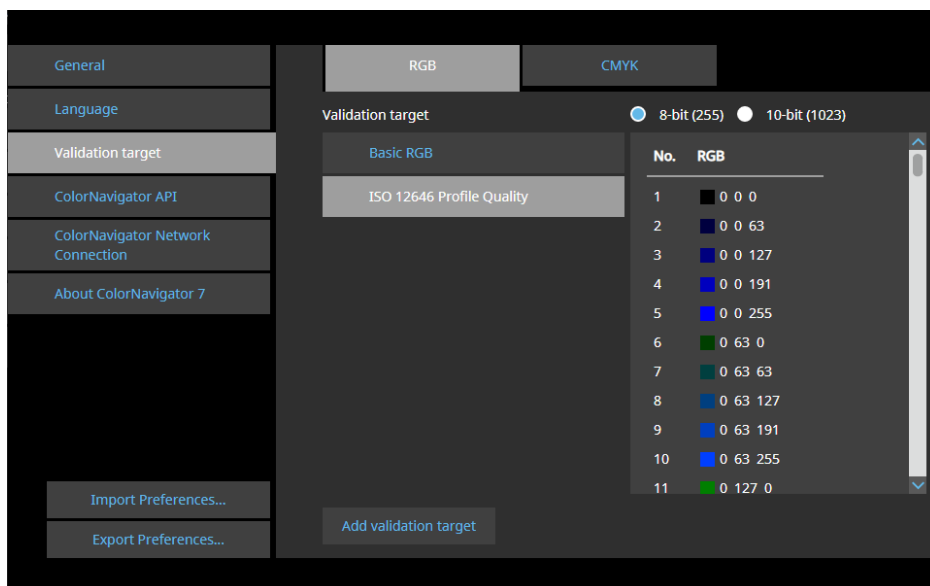 General
Language
Validation target
ColorNavigator API
ColorNavigator Network
Connection
About ColorNavigator 7
Import Preferences...
Export Preferences...
RGB
CMYK
Validation target
8-bit (255)
10-bit (1023)
Basic RGB
ISO 12646 Profile Quality
No. RGB
1 0 0 0
2 0 0 63
3 0 0 127
4 0 0 191
5 0 0 255
6 0 63 0
7 0 63 63
8 0 63 127
9 0 63 191
10 0 63 255
11 0 127 0
Add validation target